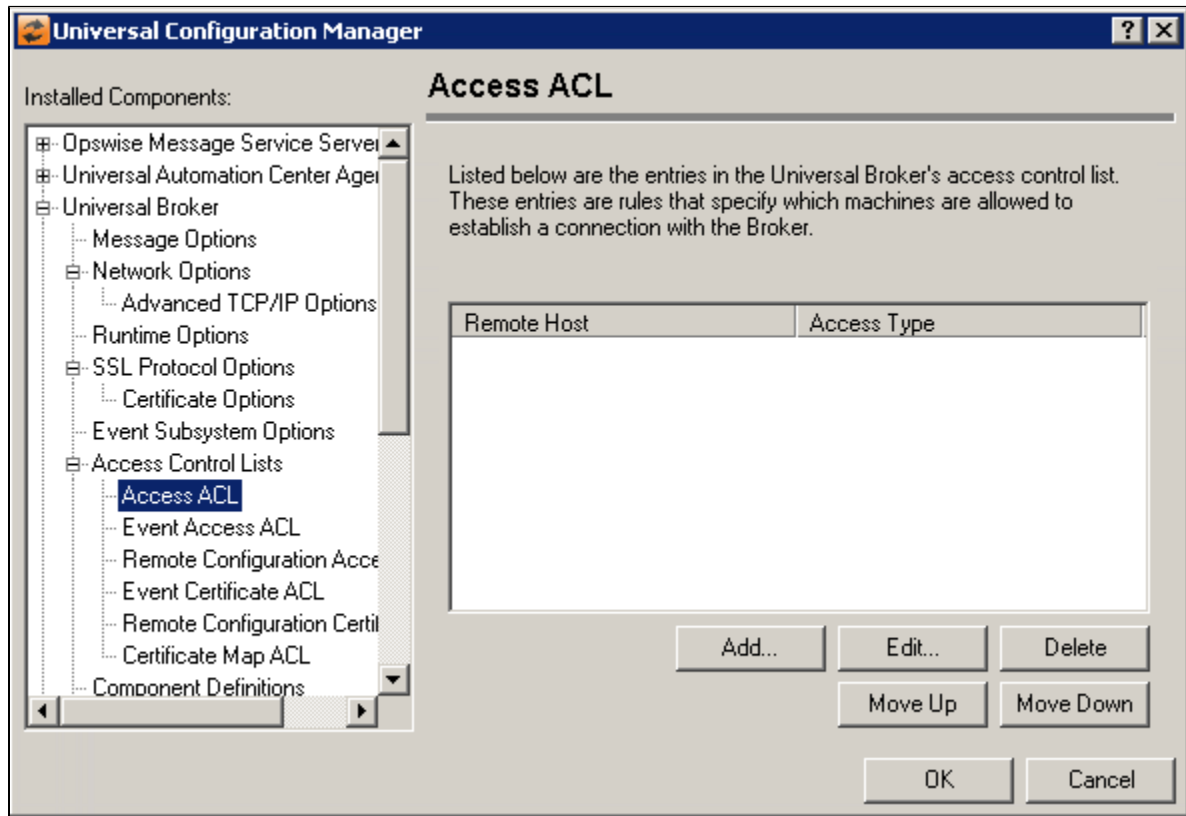 Universal Configuration Manager
Installed Components:
Opswise Message Service Server
Universal Automation Center Ager
Universal Broker
Message Options
Network Options
Advanced TCP/IP Options
Runtime Options
SSL Protocol Options
Certificate Options
Event Subsystem Options
Access Control Lists
Access ACL
Event Access ACL
Remote Configuration Acce
Event Certificate ACL
Remote Configuration Certif
Certificate Map ACL
Component Definitions
Access ACL
Listed below are the entries in the Universal Broker's access control list.
These entries are rules that specify which machines are allowed to
establish a connection with the Broker.
Remote Host Access Type
Add... Edit... Delete
Move Up Move Down
OK Cancel